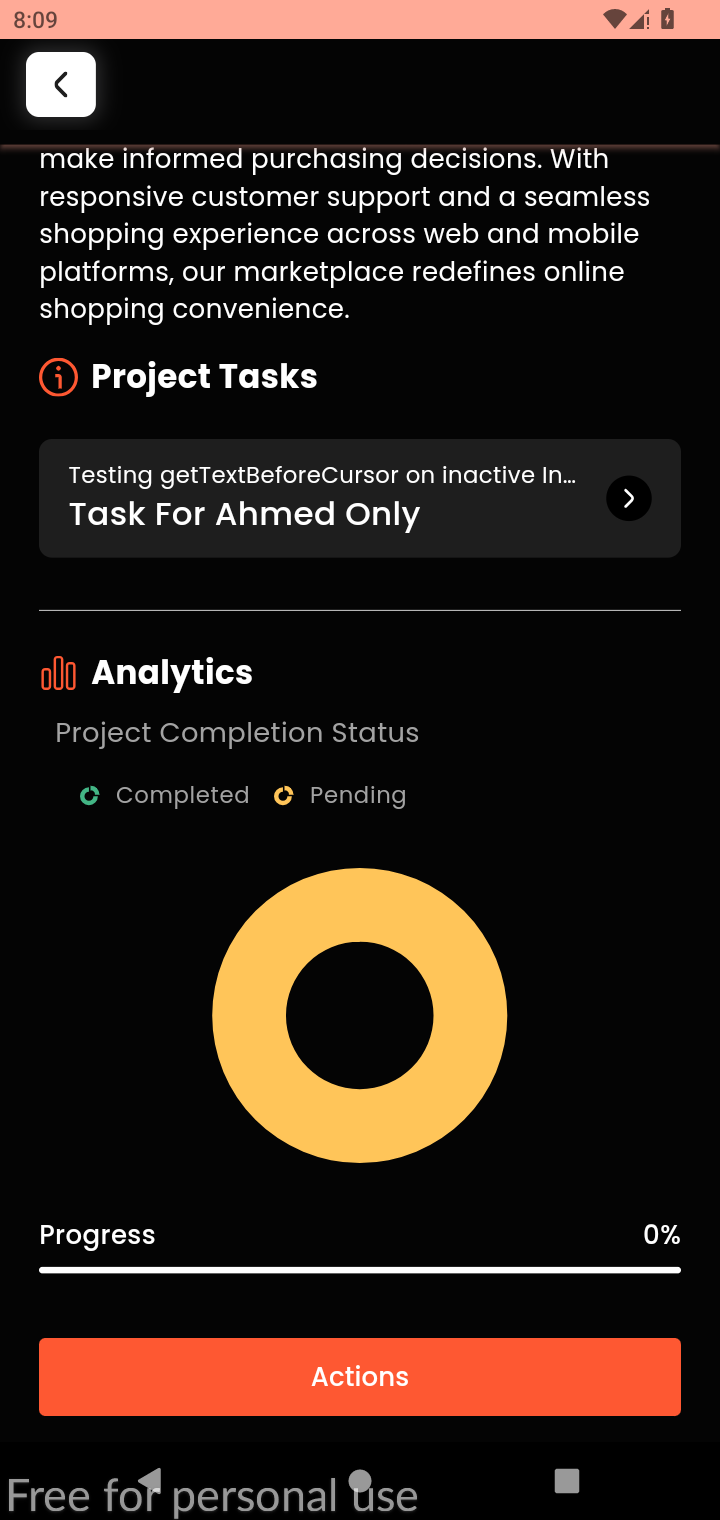 8:09
make informed purchasing decisions. With
responsive customer support and a seamless
shopping experience across web and mobile
platforms, our marketplace redefines online
shopping convenience.
Project Tasks
Testing getTextBeforeCursor on inactive In...
Task For Ahmed Only
Analytics
Project Completion Status
Completed Pending
Progress 0%
Actions
Free for personal use